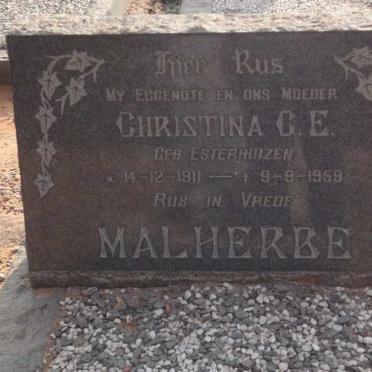 Hier Rus
MY EGGENOTE EN ONS MOEDER
CHRISTINA G. E.
GEB ESTERHUIZEN
* 14-12-1911 — † 9-9-1959
RUS IN VREDE
MALHERBE